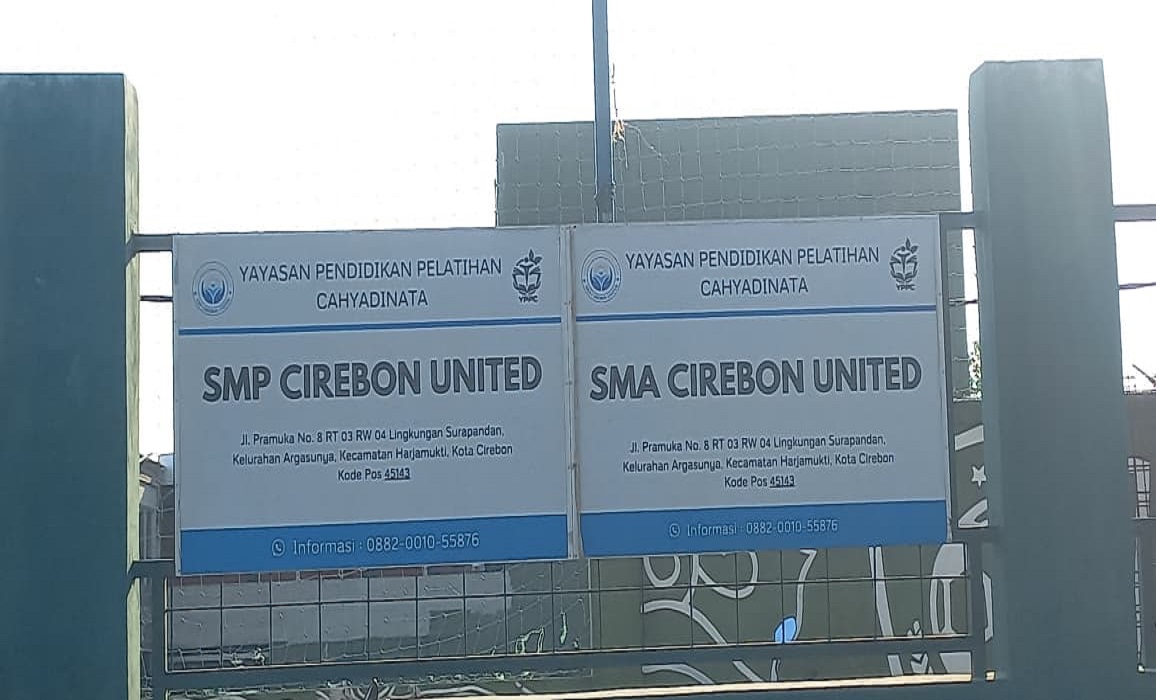 YAYASAN PENDIDIKAN PELATIHAN
CAHYADINATA
YPPC
SMP CIREBON UNITED
Jl. Pramuka No. 8 RT 03 RW 04 Lingkungan Surapandan,
Kelurahan Argasunya, Kecamatan Harjamukti, Kota Cirebon
Kode Pos 45143
Informasi : 0882-0010-55876
YAYASAN PENDIDIKAN PELATIHAN
CAHYADINATA
YPPC
SMA CIREBON UNITED
Jl. Pramuka No. 8 RT 03 RW 04 Lingkungan Surapandan,
Kelurahan Argasunya, Kecamatan Harjamukti, Kota Cirebon
Kode Pos 45143
Informasi : 0882-0010-55876